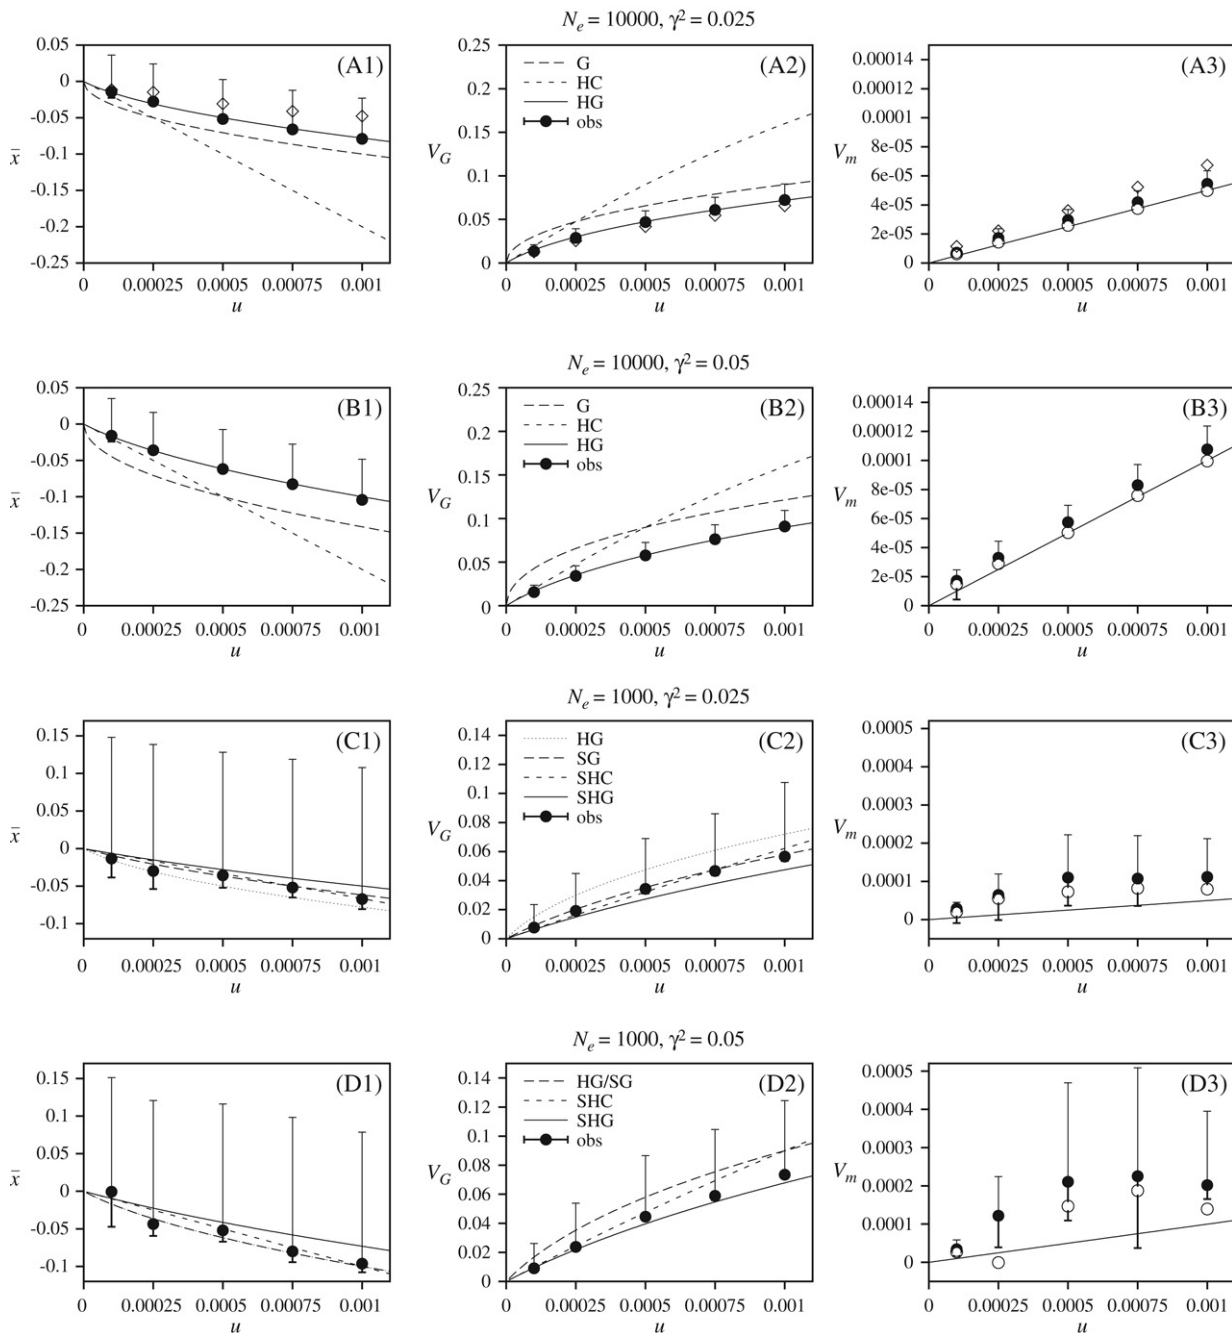 N_e = 10000, γ² = 0.025
0.05
0
-0.05
-0.1
-0.15
-0.2
-0.25
x̄
(A1)
0 0.00025 0.0005 0.00075 0.001
u
0.25
0.2
0.15
0.1
0.05
0
V_G
G
HC
HG
obs
(A2)
0 0.00025 0.0005 0.00075 0.001
u
0.00014
0.00012
0.0001
8e-05
6e-05
4e-05
2e-05
0
V_m
(A3)
0 0.00025 0.0005 0.00075 0.001
u
N_e = 10000, γ² = 0.05
0.05
0
-0.05
-0.1
-0.15
-0.2
-0.25
x̄
(B1)
0 0.00025 0.0005 0.00075 0.001
u
0.25
0.2
0.15
0.1
0.05
0
V_G
G
HC
HG
obs
(B2)
0 0.00025 0.0005 0.00075 0.001
u
0.00014
0.00012
0.0001
8e-05
6e-05
4e-05
2e-05
0
V_m
(B3)
0 0.00025 0.0005 0.00075 0.001
u
N_e = 1000, γ² = 0.025
0.15
0.1
0.05
0
-0.05
-0.1
x̄
(C1)
0 0.00025 0.0005 0.00075 0.001
u
0.14
0.12
0.1
0.08
0.06
0.04
0.02
0
V_G
HG
SG
SHC
SHG
obs
(C2)
0 0.00025 0.0005 0.00075 0.001
u
0.0005
0.0004
0.0003
0.0002
0.0001
0
V_m
(C3)
0 0.00025 0.0005 0.00075 0.001
u
N_e = 1000, γ² = 0.05
0.15
0.1
0.05
0
-0.05
-0.1
x̄
(D1)
0 0.00025 0.0005 0.00075 0.001
u
0.14
0.12
0.1
0.08
0.06
0.04
0.02
0
V_G
HG/SG
SHC
SHG
obs
(D2)
0 0.00025 0.0005 0.00075 0.001
u
0.0005
0.0004
0.0003
0.0002
0.0001
0
V_m
(D3)
0 0.00025 0.0005 0.00075 0.001
u